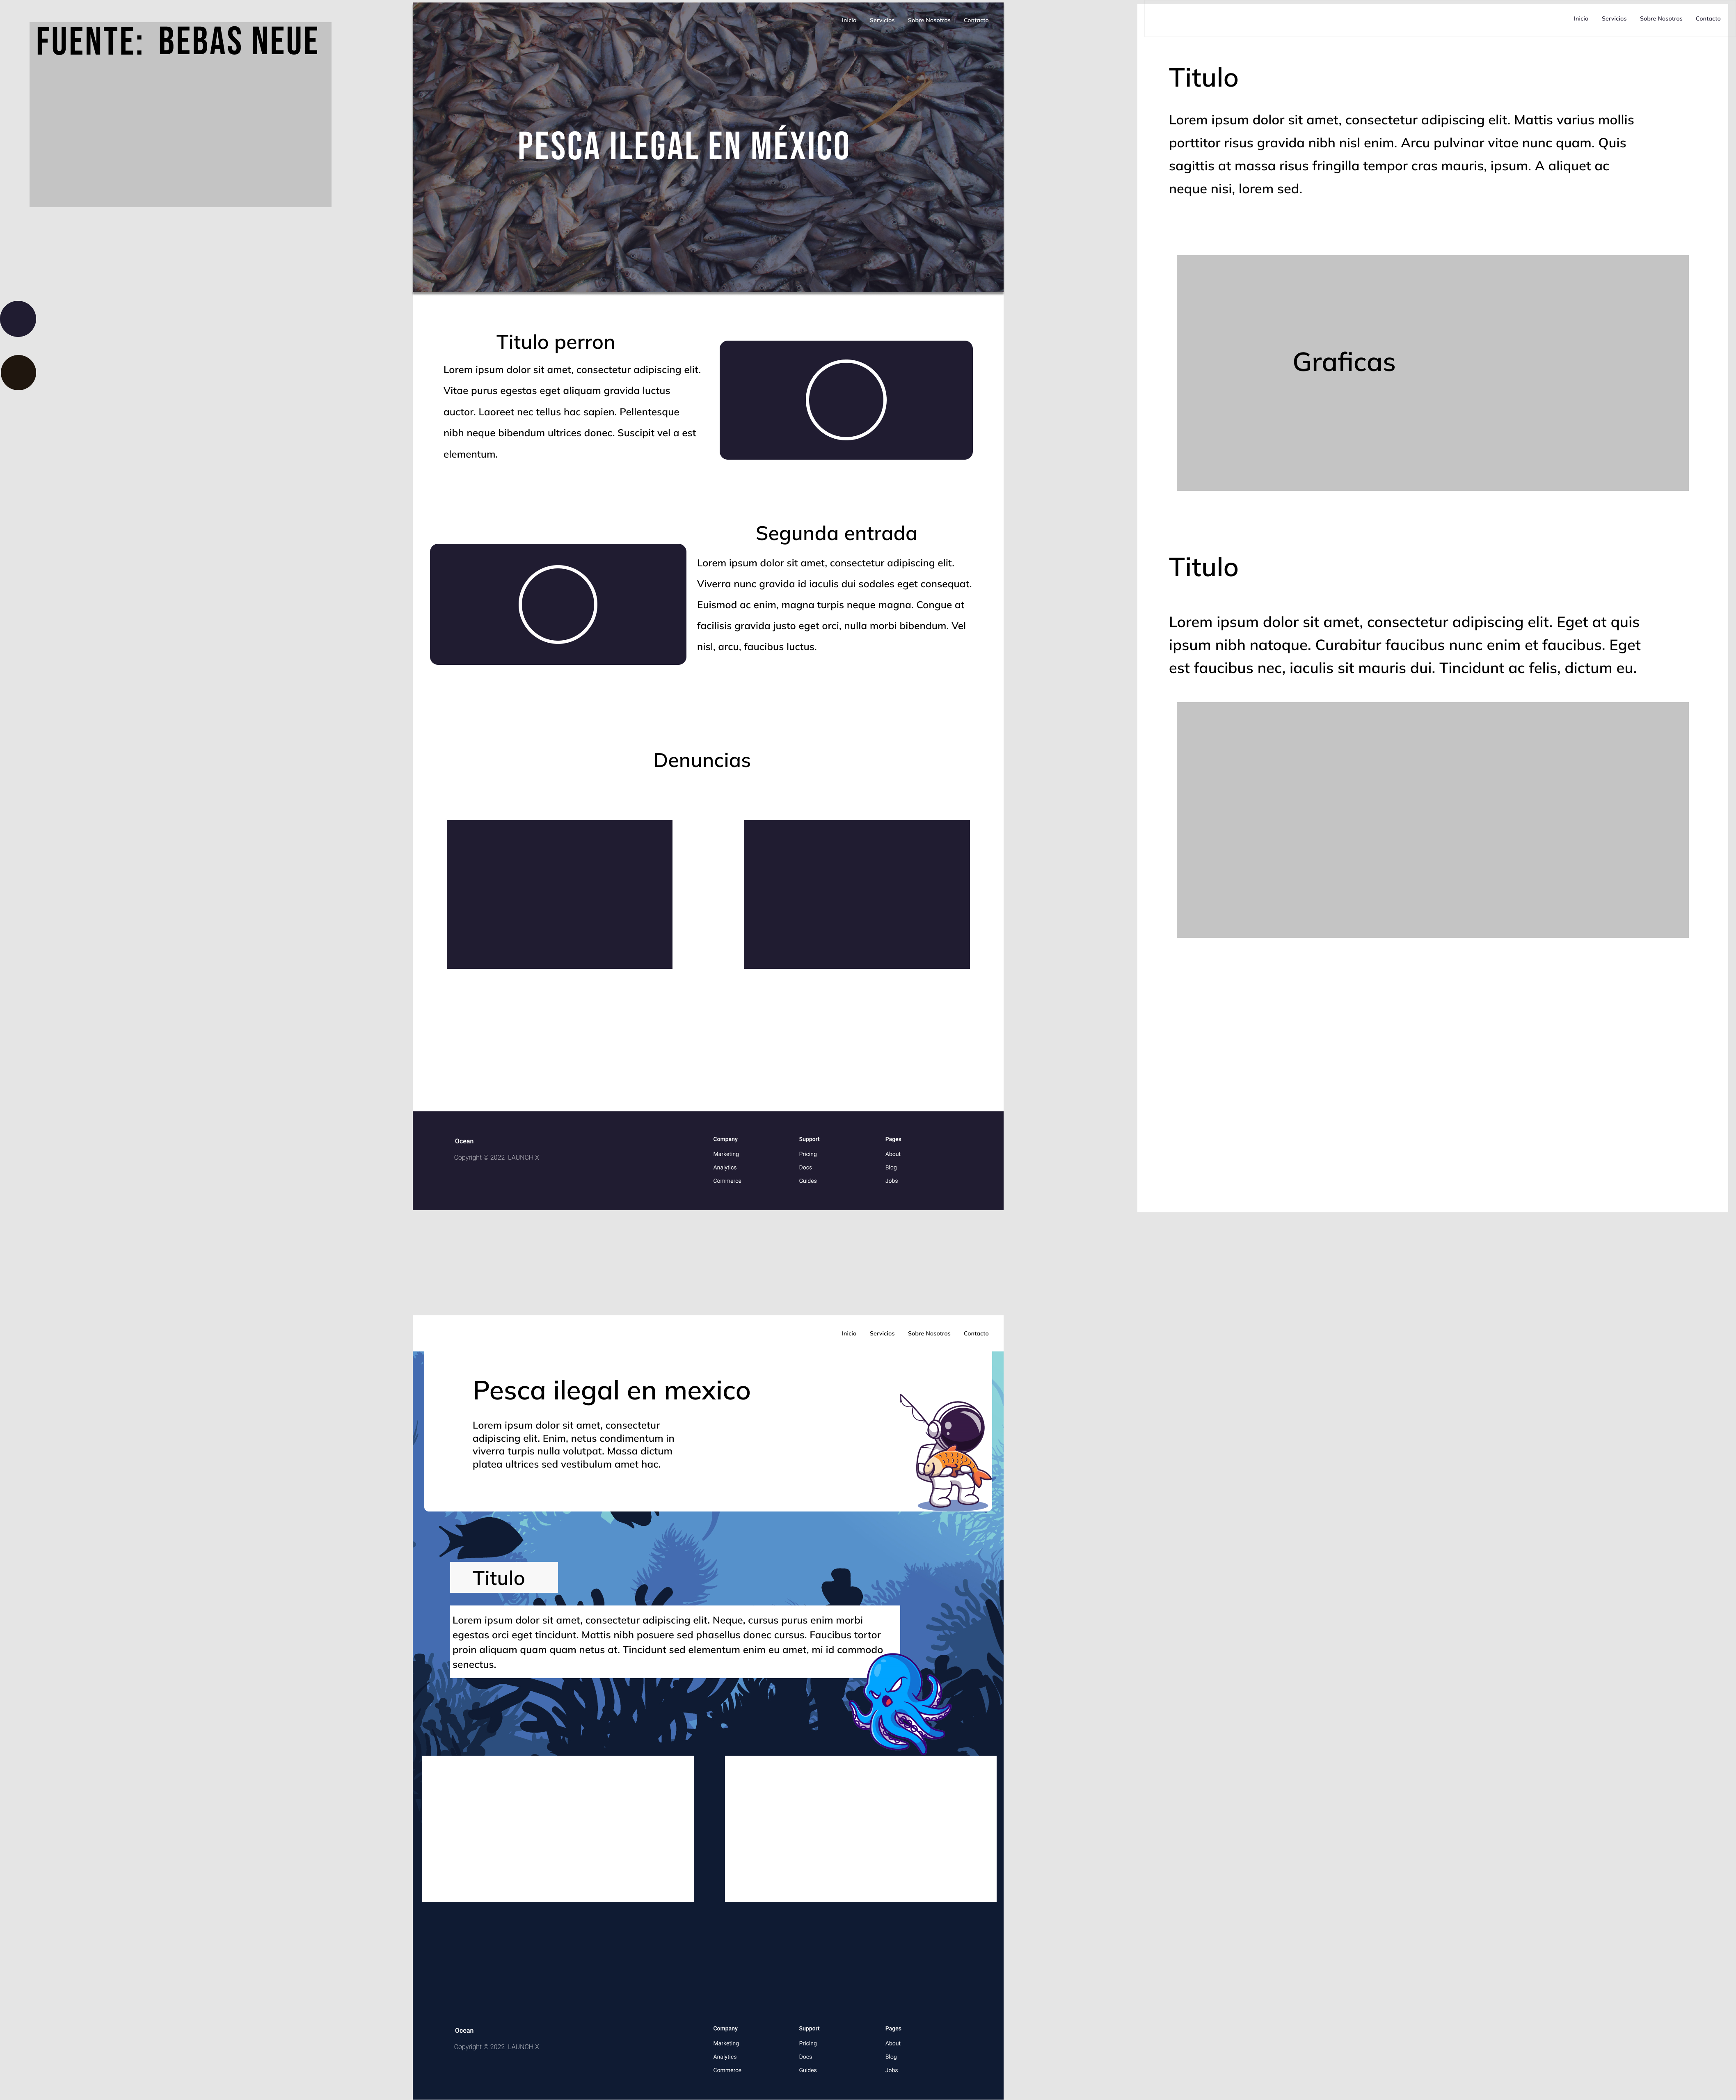 FUENTE: BEBAS NEUE
Inicio Servicios Sobre Nosotros Contacto
PESCA ILEGAL EN MÉXICO
Titulo perron
Lorem ipsum dolor sit amet, consectetur adipiscing elit.
Vitae purus egestas eget aliquam gravida luctus
auctor. Laoreet nec tellus hac sapien. Pellentesque
nibh neque bibendum ultrices donec. Suscipit vel a est
elementum.
Segunda entrada
Lorem ipsum dolor sit amet, consectetur adipiscing elit.
Viverra nunc gravida id iaculis dui sodales eget consequat.
Euismod ac enim, magna turpis neque magna. Congue at
facilisis gravida justo eget orci, nulla morbi bibendum. Vel
nisl, arcu, faucibus luctus.
Denuncias
Ocean
Copyright © 2022 LAUNCH X
Company
Marketing
Analytics
Commerce
Support
Pricing
Docs
Guides
Pages
About
Blog
Jobs
Inicio Servicios Sobre Nosotros Contacto
Titulo
Lorem ipsum dolor sit amet, consectetur adipiscing elit. Mattis varius mollis
porttitor risus gravida nibh nisl enim. Arcu pulvinar vitae nunc quam. Quis
sagittis at massa risus fringilla tempor cras mauris, ipsum. A aliquet ac
neque nisi, lorem sed.
Graficas
Titulo
Lorem ipsum dolor sit amet, consectetur adipiscing elit. Eget at quis
ipsum nibh natoque. Curabitur faucibus nunc enim et faucibus. Eget
est faucibus nec, iaculis sit mauris dui. Tincidunt ac felis, dictum eu.
Inicio Servicios Sobre Nosotros Contacto
Pesca ilegal en mexico
Lorem ipsum dolor sit amet, consectetur
adipiscing elit. Enim, netus condimentum in
viverra turpis nulla volutpat. Massa dictum
platea ultrices sed vestibulum amet hac.
Titulo
Lorem ipsum dolor sit amet, consectetur adipiscing elit. Neque, cursus purus enim morbi
egestas orci eget tincidunt. Mattis nibh posuere sed phasellus donec cursus. Faucibus tortor
proin aliquam quam quam netus at. Tincidunt sed elementum enim eu amet, mi id commodo
senectus.
Ocean
Copyright © 2022 LAUNCH X
Company
Marketing
Analytics
Commerce
Support
Pricing
Docs
Guides
Pages
About
Blog
Jobs